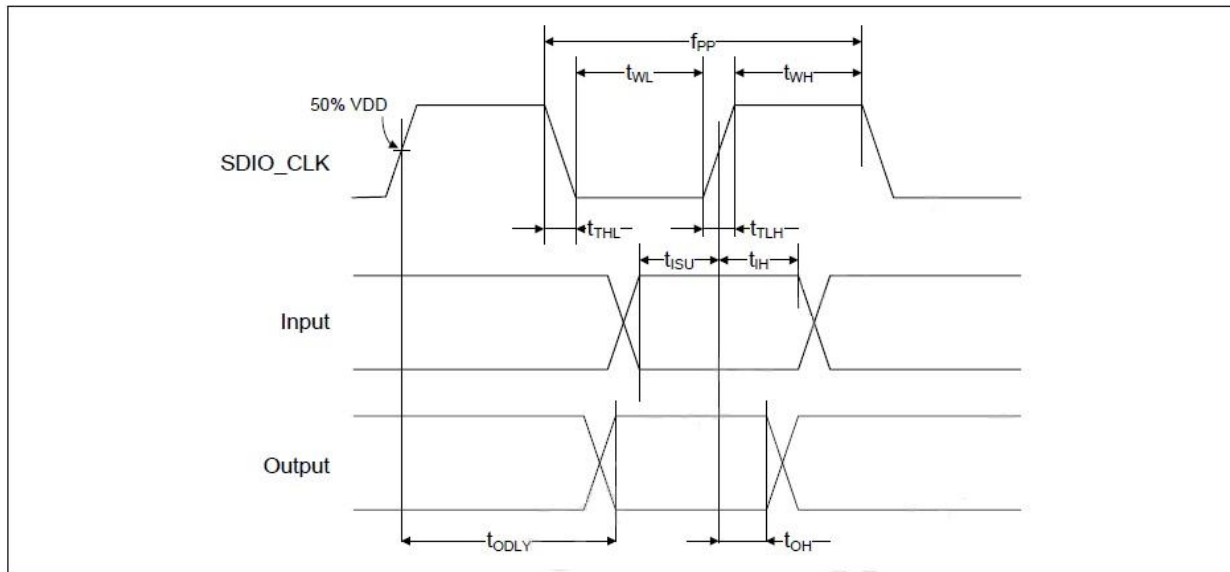 fPP
tWL
tWH
50% VDD
SDIO_CLK
tTHL
tTLH
tISU
tIH
Input
Output
tODLY
tOH